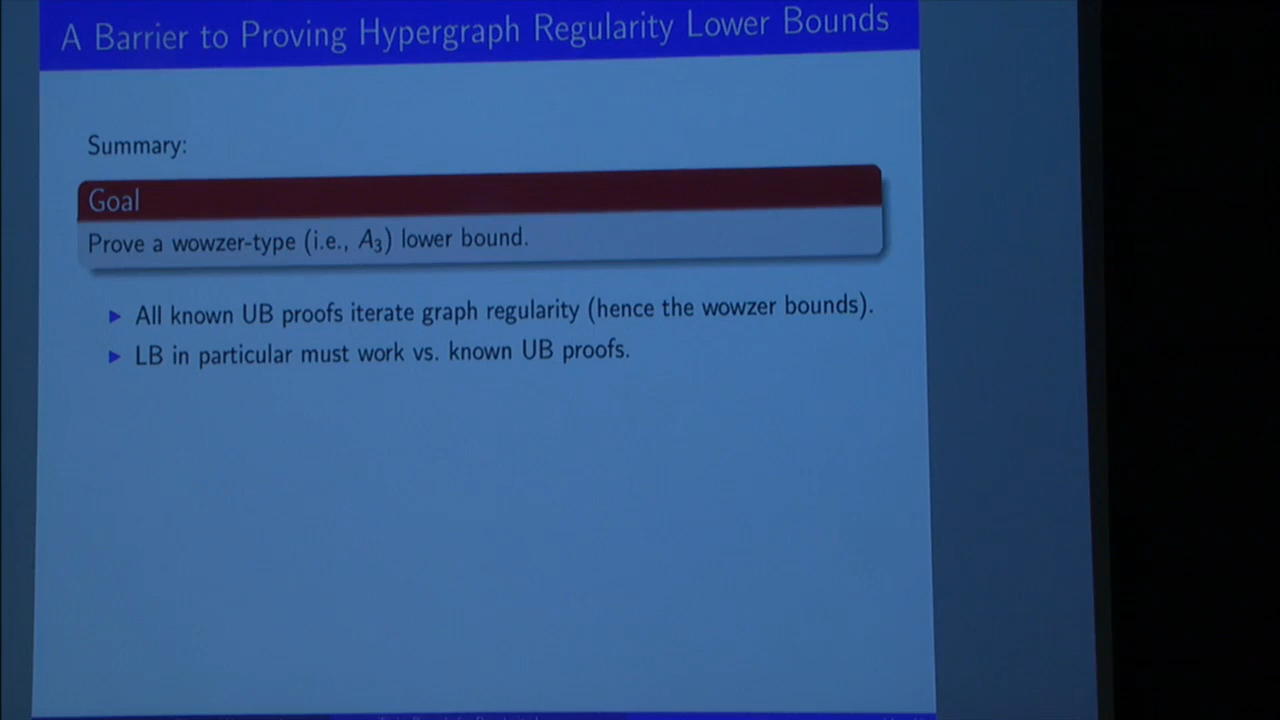 A Barrier to Proving Hypergraph Regularity Lower Bounds
Summary:
Goal
Prove a wowzer-type (i.e., A₃) lower bound.
▶ All known UB proofs iterate graph regularity (hence the wowzer bounds).
▶ LB in particular must work vs. known UB proofs.